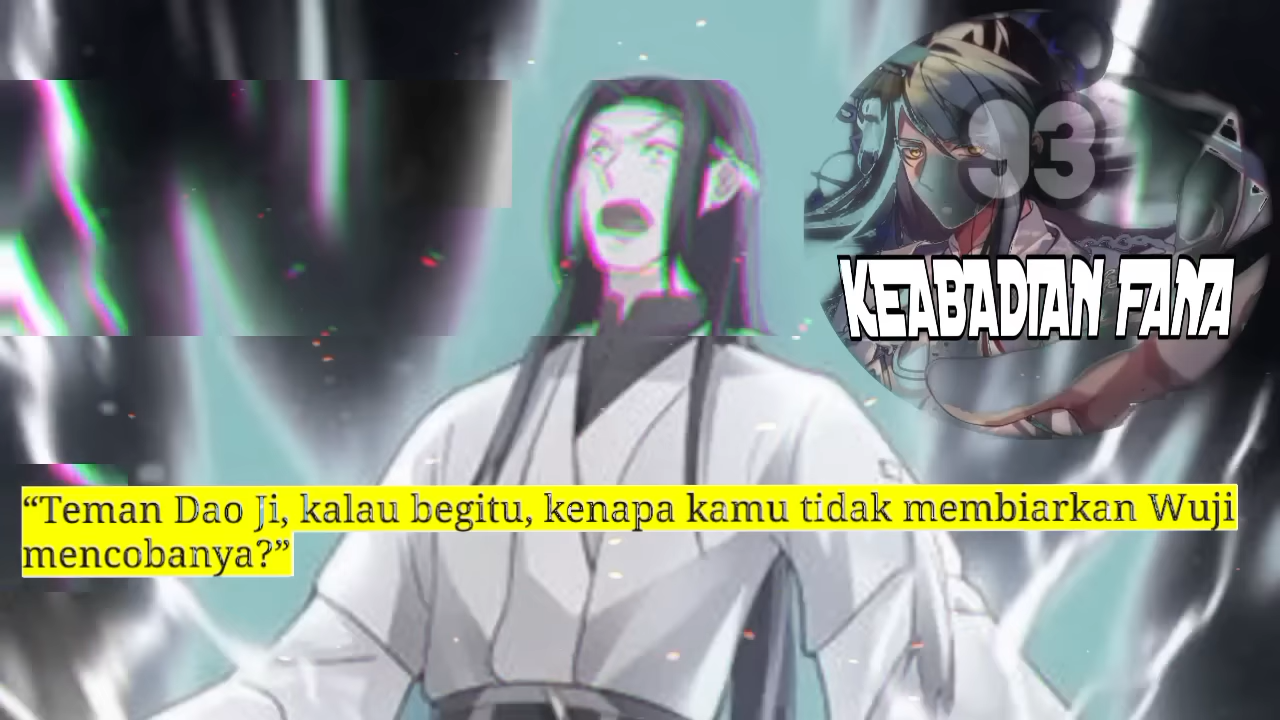 93
KEABADIAN FANA
“Teman Dao Ji, kalau begitu, kenapa kamu tidak membiarkan Wuji
mencobanya?”